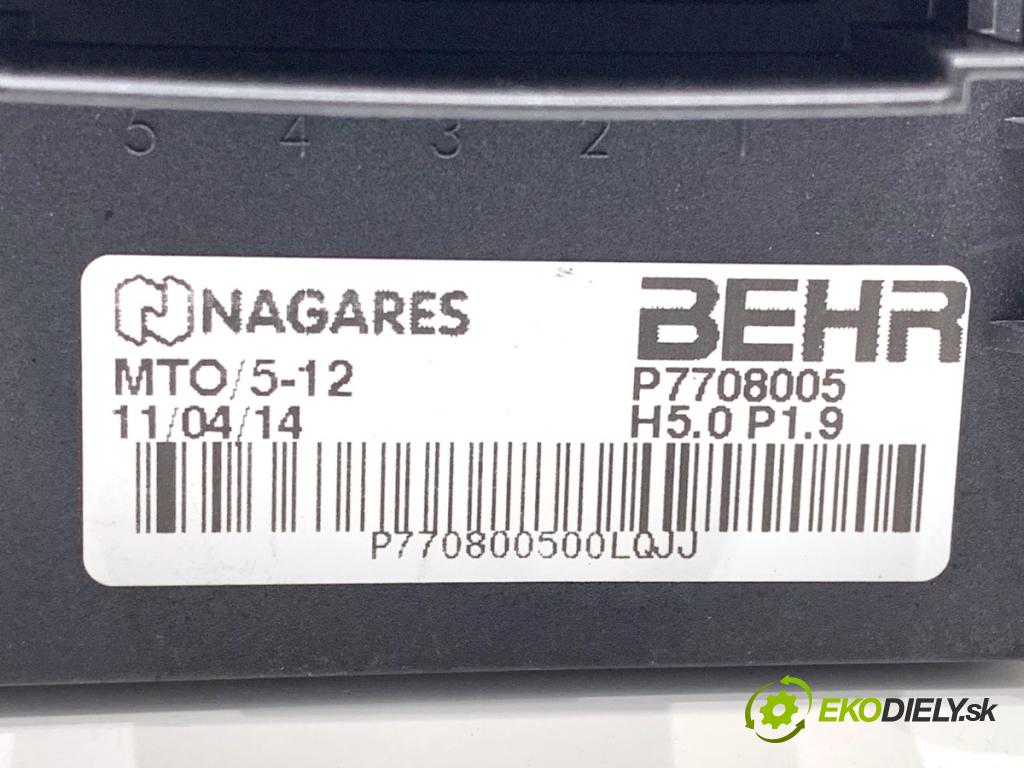 5 4 3 2 1
NAGARES
BEHR
MTO/5-12
P7708005
11/04/14
H5.0 P1.9
P770800500LQJJ
EKODIELY.sk